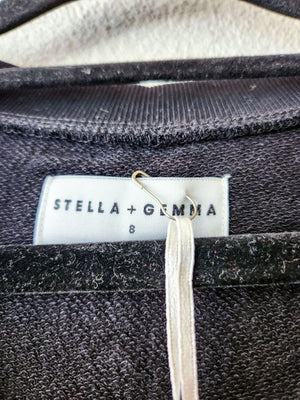 STELLA + GEMMA
8